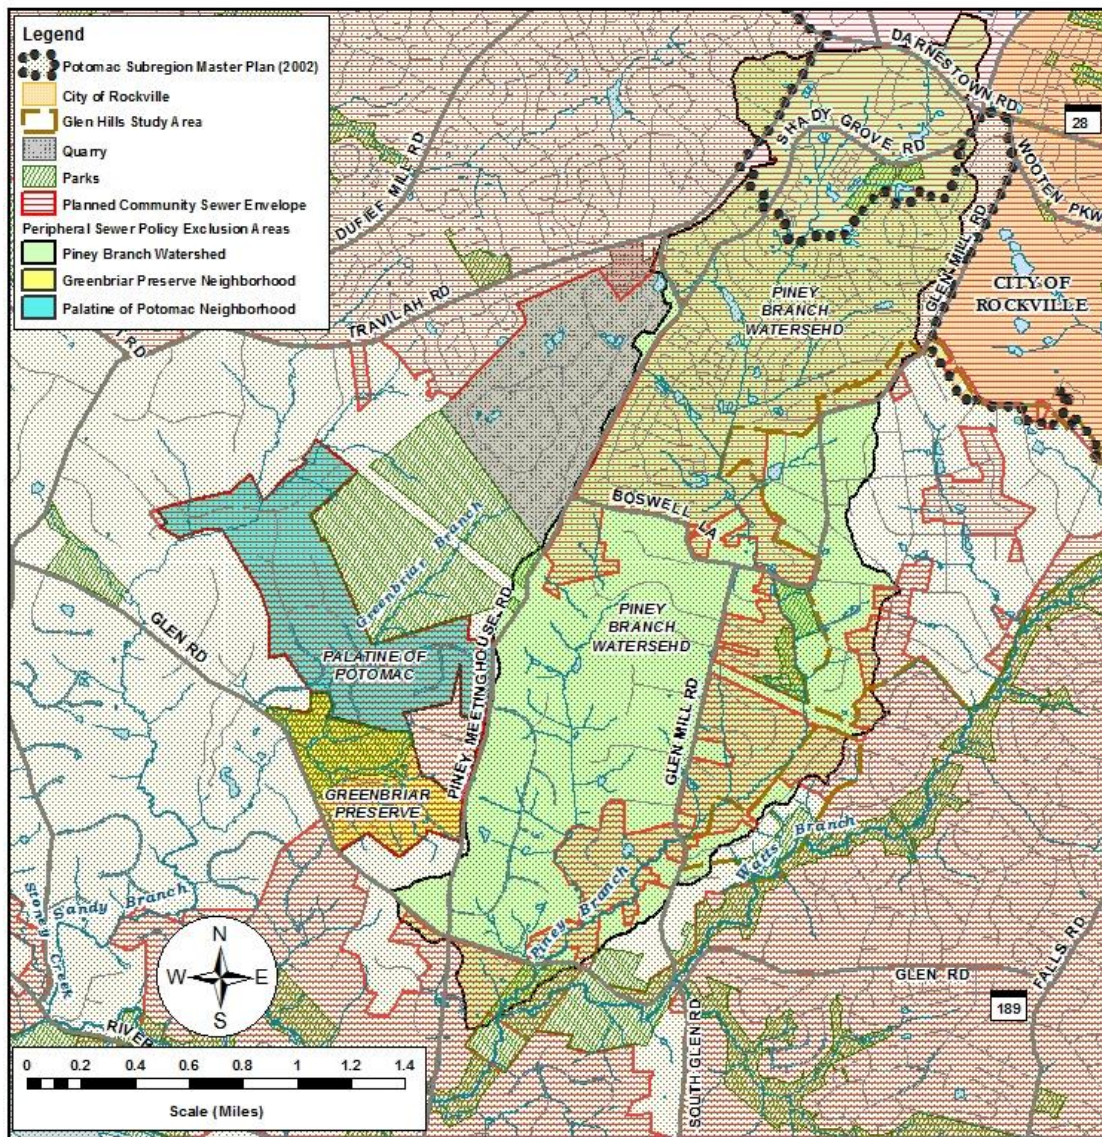 Legend
Potomac Subregion Master Plan (2002)
City of Rockville
Glen Hills Study Area
Quarry
Parks
Planned Community Sewer Envelope
Peripheral Sewer Policy Exclusion Areas
Piney Branch Watershed
Greenbriar Preserve Neighborhood
Palatine of Potomac Neighborhood
DARNESTOWN RD
28
SHADY GROVE RD
WOOTEN PKW
DUFIEF MILL RD
GLEN MILL RD
CITY OF
ROCKVILLE
PINEY
BRANCH
WATERSEHD
TRAVILAH RD
RD
BOSWELL LA
Greenbriar Branch
GLEN RD
PINEY MEETING HOUSE RD
PINEY
BRANCH
WATERSEHD
PALATINE OF
POTOMAC
GLEN MILL RD
GREENBRIAR
PRESERVE
Watts Branch
Piney Branch
Sandy Branch
Stoney Creek
RIVER
GLEN RD
FALLS RD
189
SOUTH GLEN RD
N
W E
S
0 0.2 0.4 0.6 0.8 1 1.2 1.4
Scale (Miles)